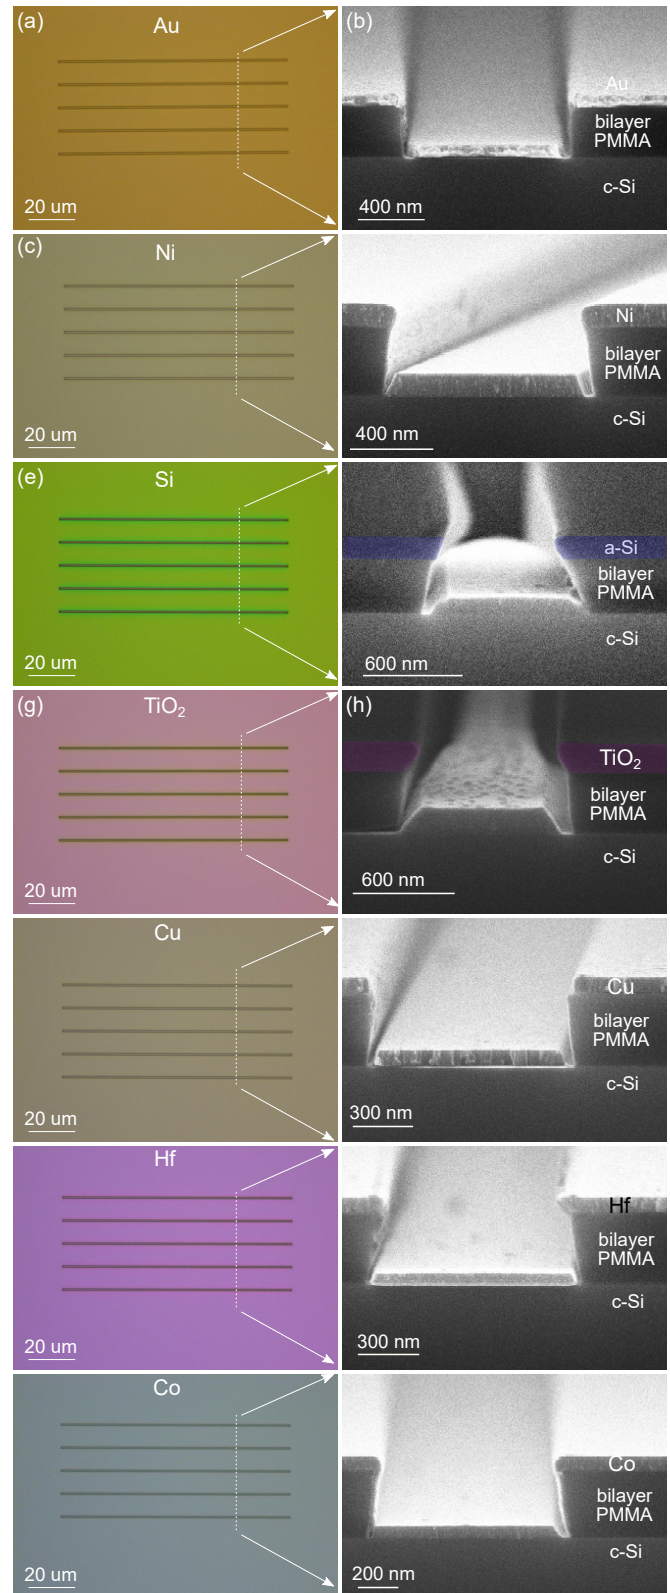 (a)
Au
20 um
(b)
Au
bilayer
PMMA
c-Si
400 nm
(c)
Ni
20 um
Ni
bilayer
PMMA
c-Si
400 nm
(e)
Si
20 um
a-Si
bilayer
PMMA
c-Si
600 nm
(g)
TiO₂
20 um
(h)
TiO₂
bilayer
PMMA
c-Si
600 nm
Cu
20 um
Cu
bilayer
PMMA
c-Si
300 nm
Hf
20 um
Hf
bilayer
PMMA
c-Si
300 nm
Co
20 um
Co
bilayer
PMMA
c-Si
200 nm